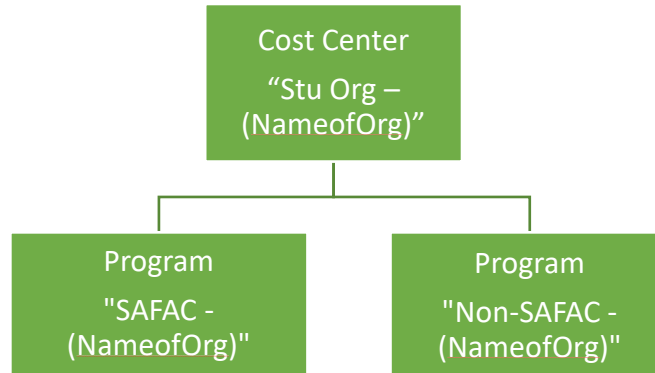 Cost Center
“Stu Org –
(NameofOrg)”
Program
"SAFAC -
(NameofOrg)"
Program
"Non-SAFAC -
(NameofOrg)"